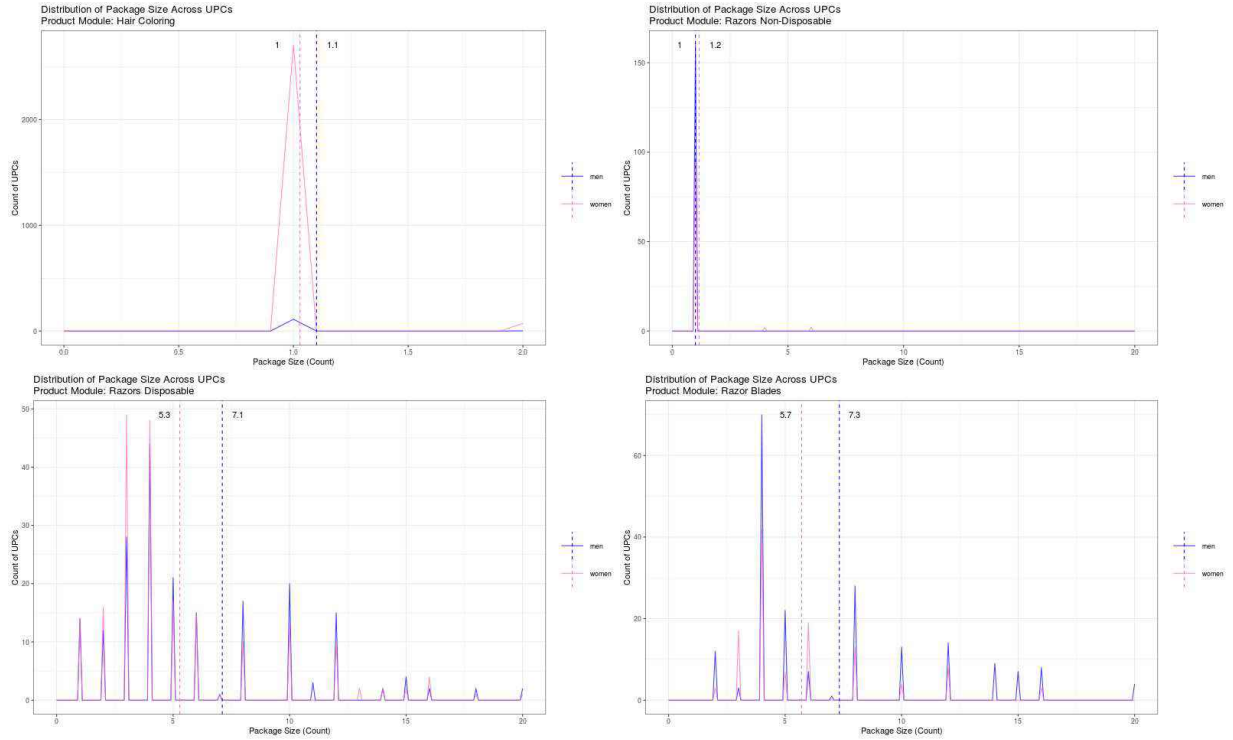 Distribution of Package Size Across UPCs
Product Module: Hair Coloring
1
1.1
2000
1000
0
Count of UPCs
0.0
0.5
1.0
1.5
2.0
Package Size (Count)
men
women
Distribution of Package Size Across UPCs
Product Module: Razors Non-Disposable
1
1.2
150
100
50
0
Count of UPCs
0
5
10
15
20
Package Size (Count)
men
women
Distribution of Package Size Across UPCs
Product Module: Razors Disposable
5.3
7.1
50
40
30
20
10
0
Count of UPCs
0
5
10
15
20
Package Size (Count)
men
women
Distribution of Package Size Across UPCs
Product Module: Razor Blades
5.7
7.3
60
40
20
0
Count of UPCs
0
5
10
15
20
Package Size (Count)
men
women